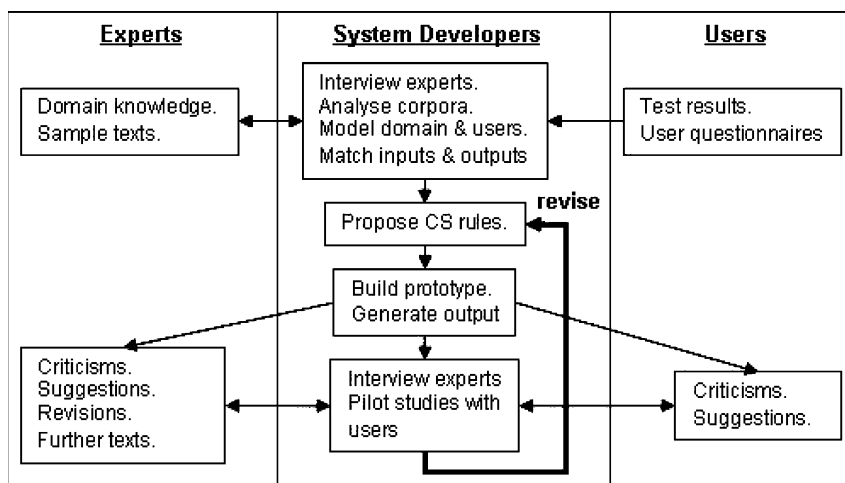 Experts
System Developers
Users
Domain knowledge.
Sample texts.
Interview experts.
Analyse corpora.
Model domain & users.
Match inputs & outputs
Test results.
User questionnaires
revise
Propose CS rules.
Build prototype.
Generate output
Criticisms.
Suggestions.
Revisions.
Further texts.
Interview experts
Pilot studies with
users
Criticisms.
Suggestions.